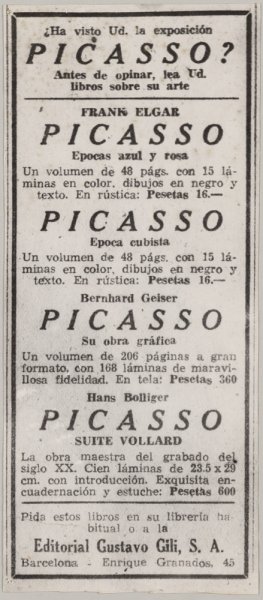 ¿Ha visto Ud. la exposición
PICASSO?
Antes de opinar, lea Ud.
libros sobre su arte
FRANK ELGAR
PICASSO
Epocas azul y rosa
Un volumen de 48 págs. con 15 lá-
minas en color, dibujos en negro y
texto. En rústica: Pesetas 16.—
PICASSO
Epoca cubista
Un volumen de 48 págs. con 15 lá-
minas en color, dibujos en negro y
texto. En rústica: Pesetas 16.—
Bernhard Geiser
PICASSO
Su obra gráfica
Un volumen de 206 páginas a gran
formato, con 168 láminas de maravi-
llosa fidelidad. En tela: Pesetas 360
Hans Bolliger
PICASSO
SUITE VOLLARD
La obra maestra del grabado del
siglo XX. Cien láminas de 23.5 x 29
cm. con introducción. Exquisita en-
cuadernación y estuche: Pesetas 600
Pida estos libros en su librería ha-
bitual o a la
Editorial Gustavo Gili, S. A.
Barcelona - Enrique Granados, 45